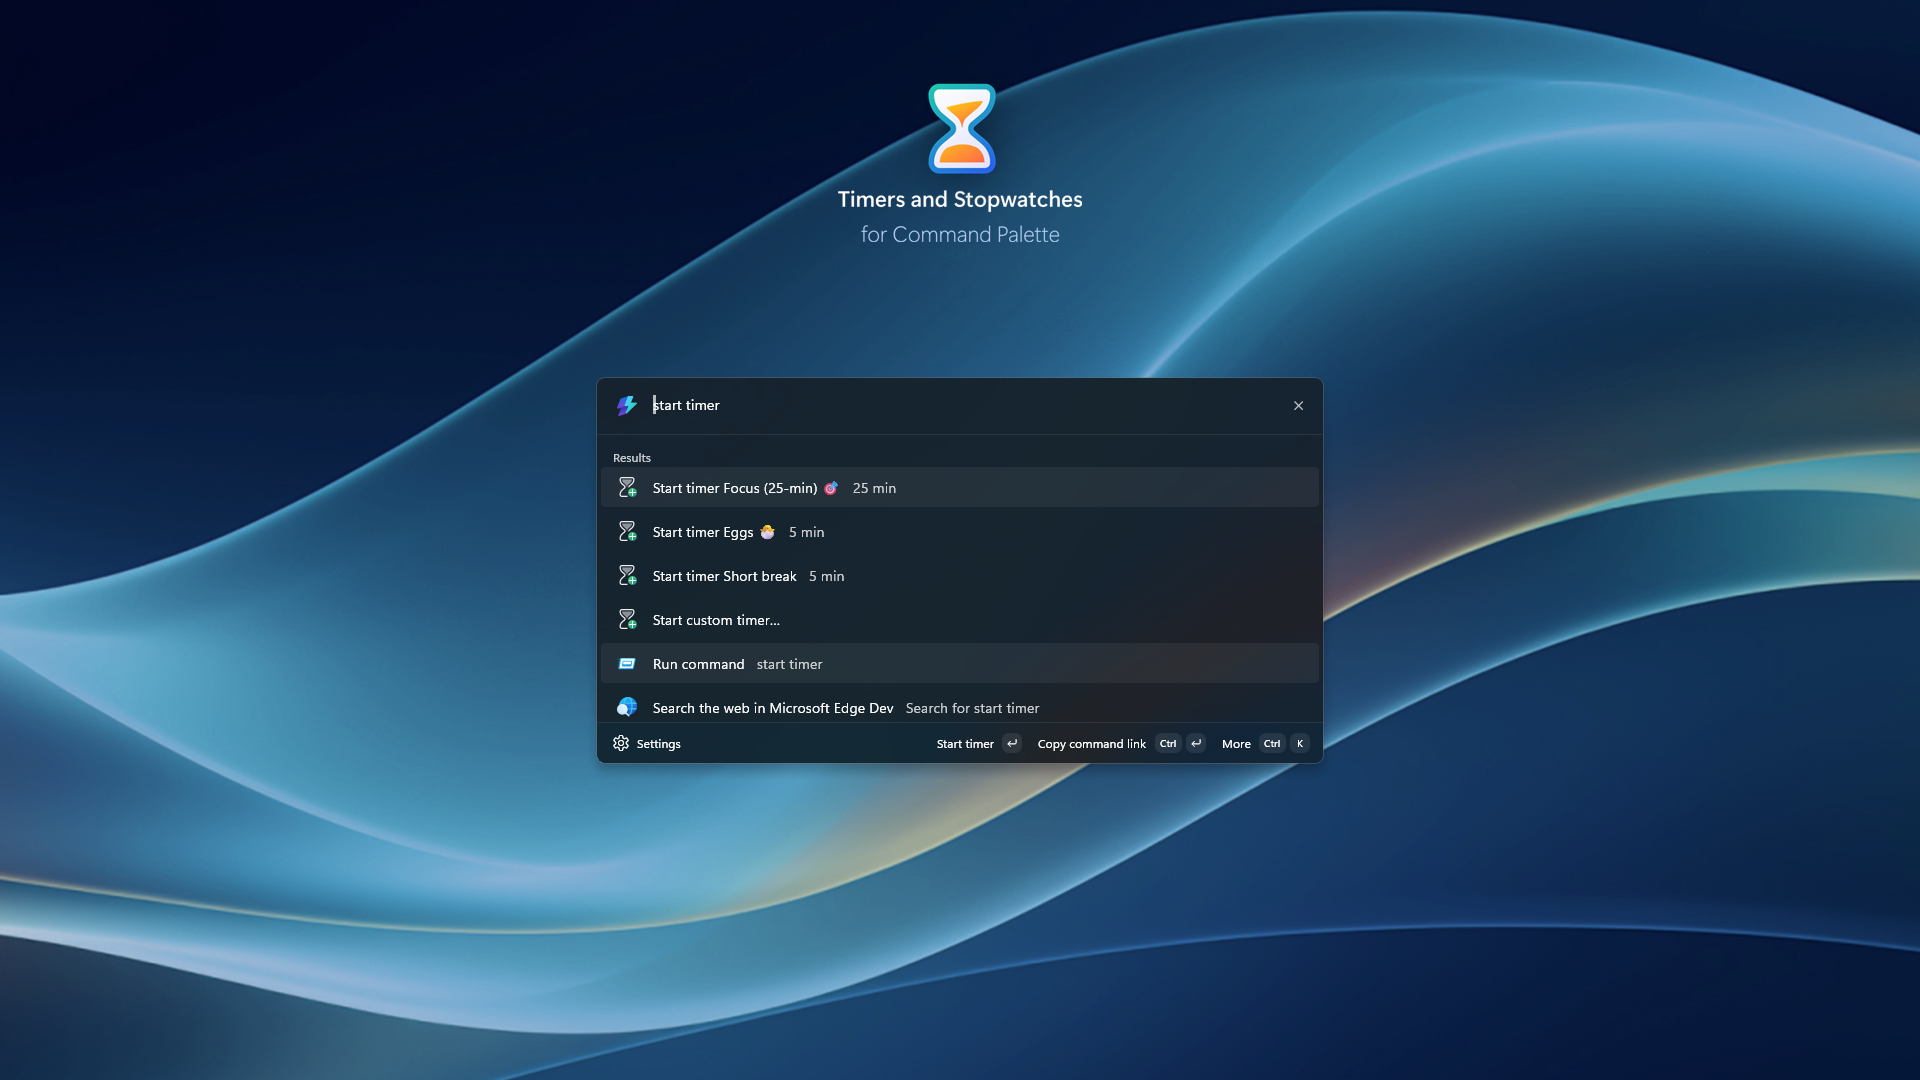 Timers and Stopwatches
for Command Palette
start timer
Results
Start timer Focus (25-min) 🎯 25 min
Start timer Eggs 🐣 5 min
Start timer Short break 5 min
Start custom timer...
Run command start timer
Search the web in Microsoft Edge Dev Search for start timer
Settings Start timer ↵ Copy command link Ctrl ↵ More Ctrl K